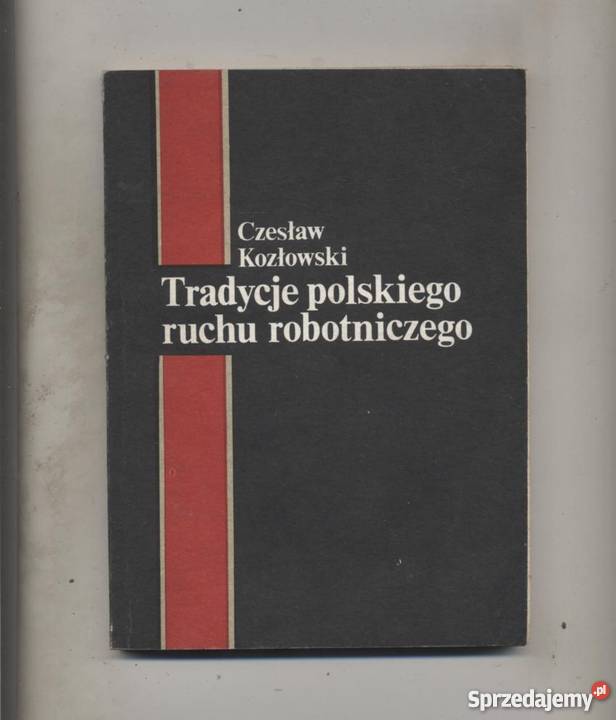 Czesław
Kozłowski
Tradycje polskiego
ruchu robotniczego
Sprzedajemy.pl